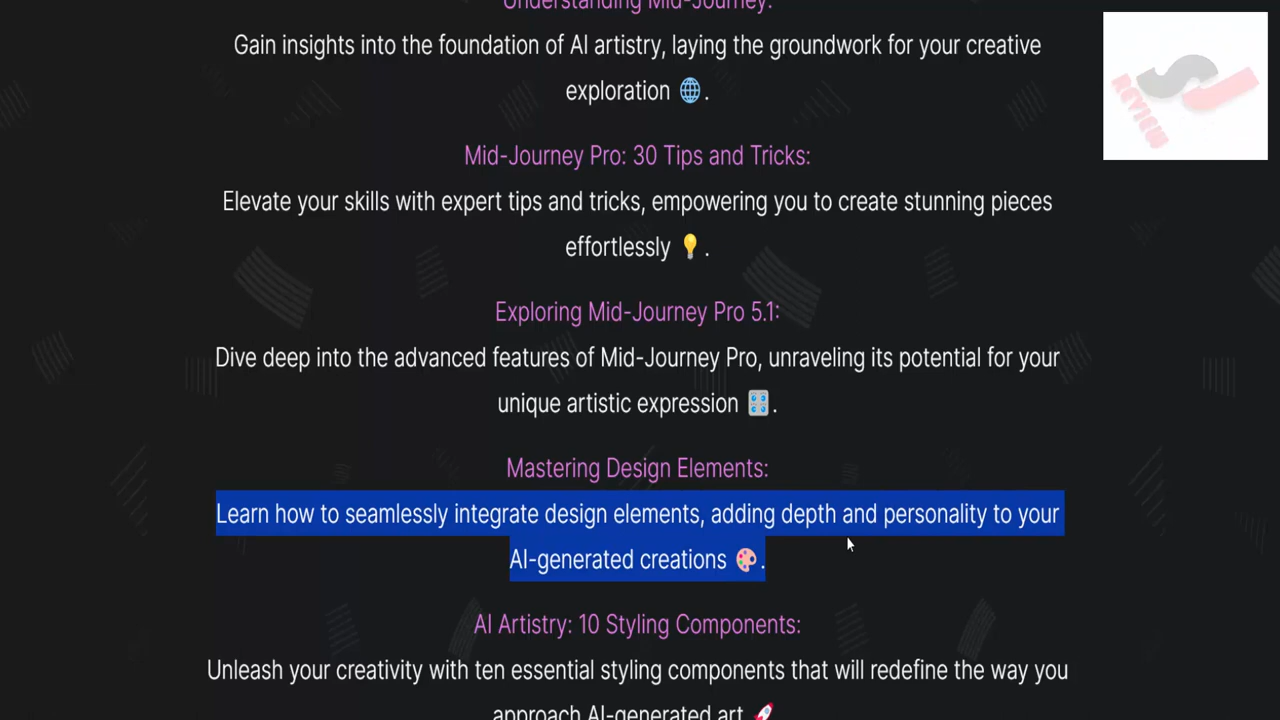 Understanding Mid-Journey:
Gain insights into the foundation of AI artistry, laying the groundwork for your creative
exploration 🌐.
REVIEW
Mid-Journey Pro: 30 Tips and Tricks:
Elevate your skills with expert tips and tricks, empowering you to create stunning pieces
effortlessly 💡.
Exploring Mid-Journey Pro 5.1:
Dive deep into the advanced features of Mid-Journey Pro, unraveling its potential for your
unique artistic expression 🎛️.
Mastering Design Elements:
Learn how to seamlessly integrate design elements, adding depth and personality to your
AI-generated creations 🎨.
AI Artistry: 10 Styling Components:
Unleash your creativity with ten essential styling components that will redefine the way you
approach AI-generated art 🚀